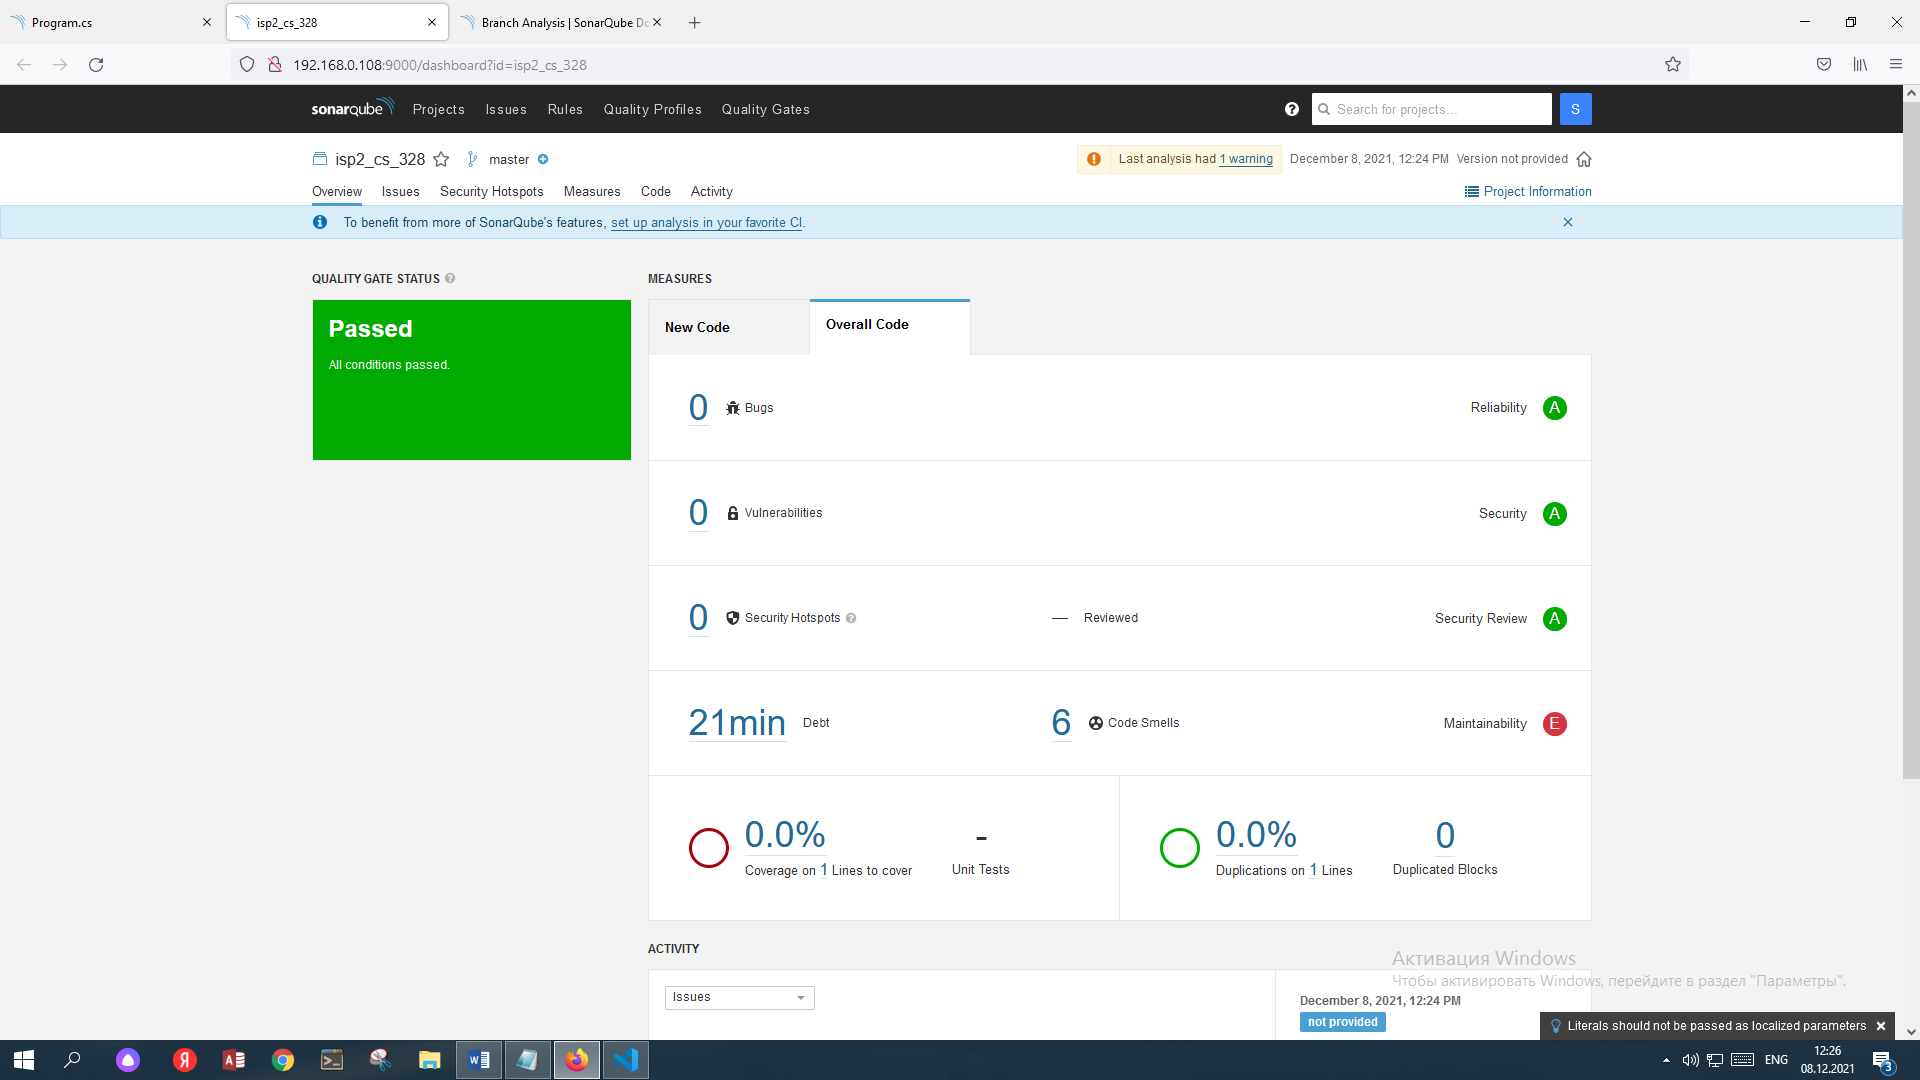 Program.cs
isp2_cs_328
Branch Analysis | SonarQube Do
192.168.0.108:9000/dashboard?id=isp2_cs_328
sonarqube Projects Issues Rules Quality Profiles Quality Gates
Search for projects...
S
isp2_cs_328 master
Last analysis had 1 warning December 8, 2021, 12:24 PM Version not provided
Overview Issues Security Hotspots Measures Code Activity
Project Information
To benefit from more of SonarQube's features, set up analysis in your favorite CI.
QUALITY GATE STATUS
Passed
All conditions passed.
MEASURES
New Code
Overall Code
0 Bugs
Reliability A
0 Vulnerabilities
Security A
0 Security Hotspots
— Reviewed
Security Review A
21min Debt
6 Code Smells
Maintainability E
0.0%
Coverage on 1 Lines to cover
-
Unit Tests
0.0%
Duplications on 1 Lines
0
Duplicated Blocks
ACTIVITY
Issues
Активация Windows
Чтобы активировать Windows, перейдите в раздел "Параметры".
December 8, 2021, 12:24 PM
not provided
Literals should not be passed as localized parameters
ENG
12:26
08.12.2021
3